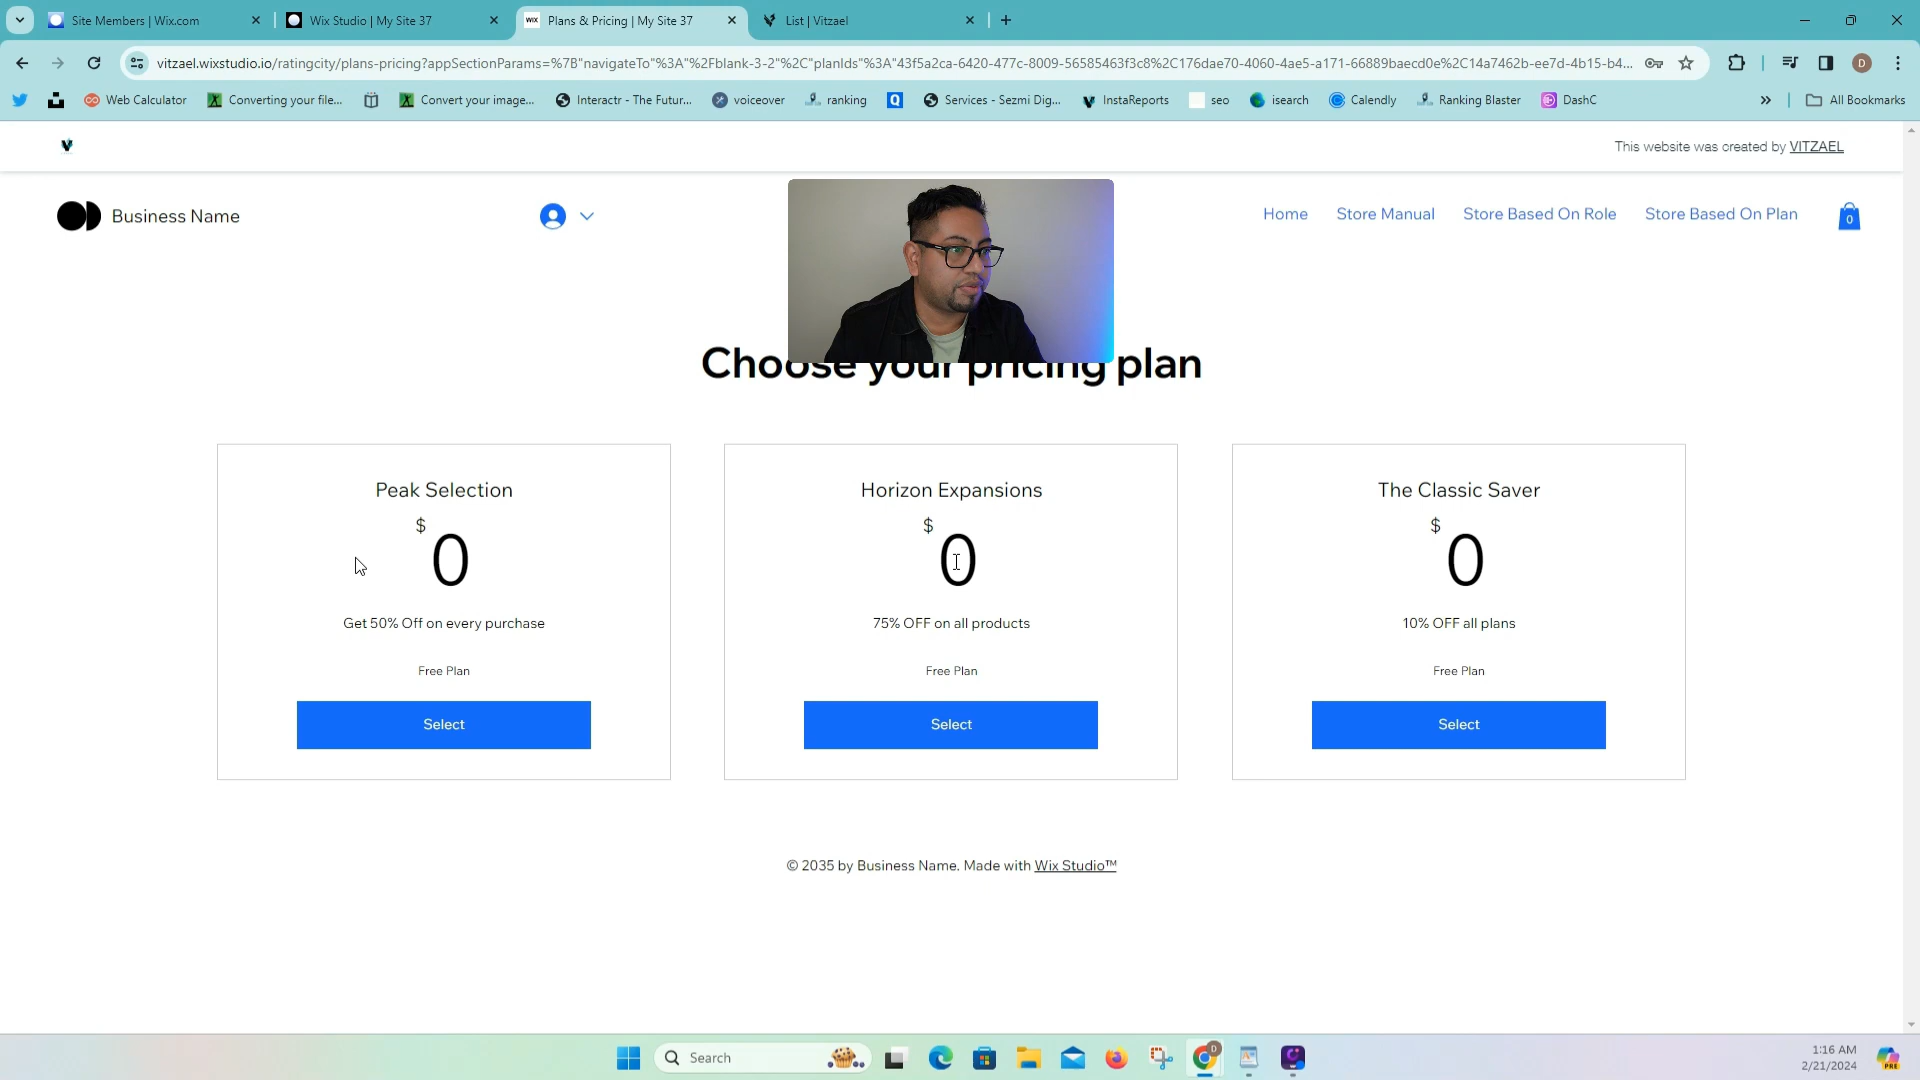 Site Members | Wix.com
Wix Studio | My Site 37
WIX Plans & Pricing | My Site 37
List | Vitzael
vitzael.wixstudio.io/ratingcity/plans-pricing?appSectionParams=%7B"navigateTo"%3A"%2Fblank-3-2"%2C"planIds"%3A"43f5a2ca-6420-477c-8009-56585463f3c8%2C176dae70-4060-4ae5-a171-66889baecd0e%2C14a7462b-ee7d-4b15-b4...
D
Web Calculator
Converting your file...
Convert your image...
Interactr - The Futur...
voiceover
ranking
Q
Services - Sezmi Dig...
InstaReports
seo
isearch
Calendly
Ranking Blaster
DashC
»
All Bookmarks
This website was created by VITZAEL
Business Name
Home
Store Manual
Store Based On Role
Store Based On Plan
0
Choose your pricing plan
Peak Selection
$
0
Get 50% Off on every purchase
Free Plan
Select
Horizon Expansions
$
0
75% OFF on all products
Free Plan
Select
The Classic Saver
$
0
10% OFF all plans
Free Plan
Select
© 2035 by Business Name. Made with Wix Studio™
Search
D
1:16 AM
2/21/2024
PRE